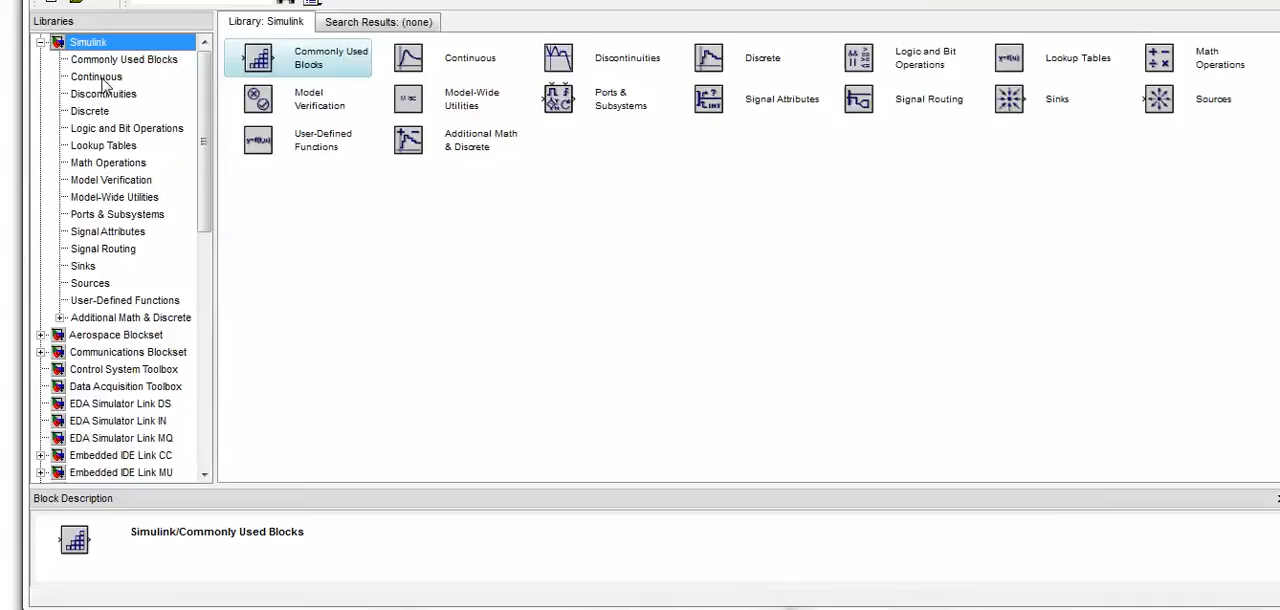 Libraries
Library: Simulink
Search Results: (none)
Simulink
Commonly Used Blocks
Continuous
Discontinuities
Discrete
Logic and Bit Operations
Lookup Tables
Math Operations
Model Verification
Model-Wide Utilities
Ports & Subsystems
Signal Attributes
Signal Routing
Sinks
Sources
User-Defined Functions
Additional Math & Discrete
Aerospace Blockset
Communications Blockset
Control System Toolbox
Data Acquisition Toolbox
EDA Simulator Link DS
EDA Simulator Link IN
EDA Simulator Link MQ
Embedded IDE Link CC
Embedded IDE Link MU
Commonly Used
Blocks
Continuous
Discontinuities
Discrete
Logic and Bit
Operations
Lookup Tables
Math
Operations
Model
Verification
Model-Wide
Utilities
Ports &
Subsystems
Signal Attributes
Signal Routing
Sinks
Sources
User-Defined
Functions
Additional Math
& Discrete
Block Description
Simulink/Commonly Used Blocks